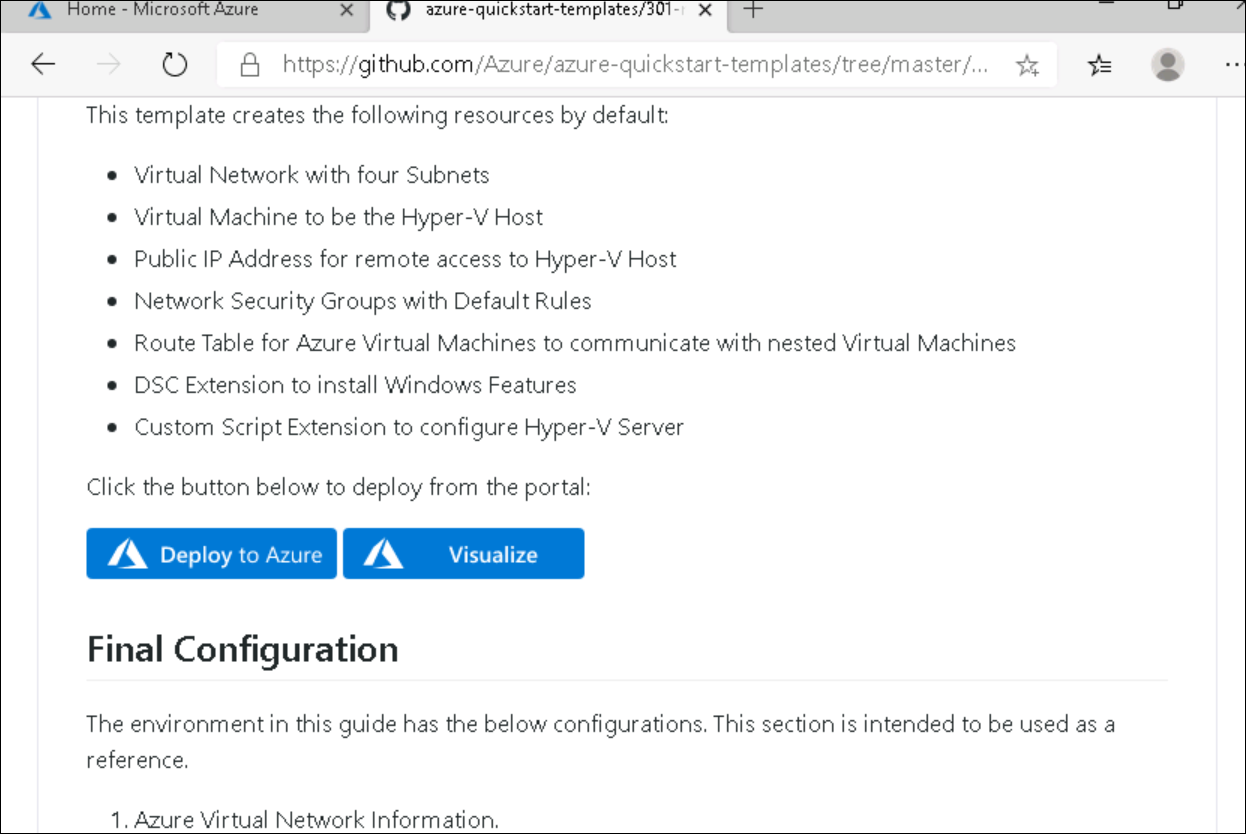 Home - Microsoft Azure
azure-quickstart-templates/301-
https://github.com/Azure/azure-quickstart-templates/tree/master/...
This template creates the following resources by default:
• Virtual Network with four Subnets
• Virtual Machine to be the Hyper-V Host
• Public IP Address for remote access to Hyper-V Host
• Network Security Groups with Default Rules
• Route Table for Azure Virtual Machines to communicate with nested Virtual Machines
• DSC Extension to install Windows Features
• Custom Script Extension to configure Hyper-V Server
Click the button below to deploy from the portal:
Deploy to Azure
Visualize
Final Configuration
The environment in this guide has the below configurations. This section is intended to be used as a
reference.
1. Azure Virtual Network Information.